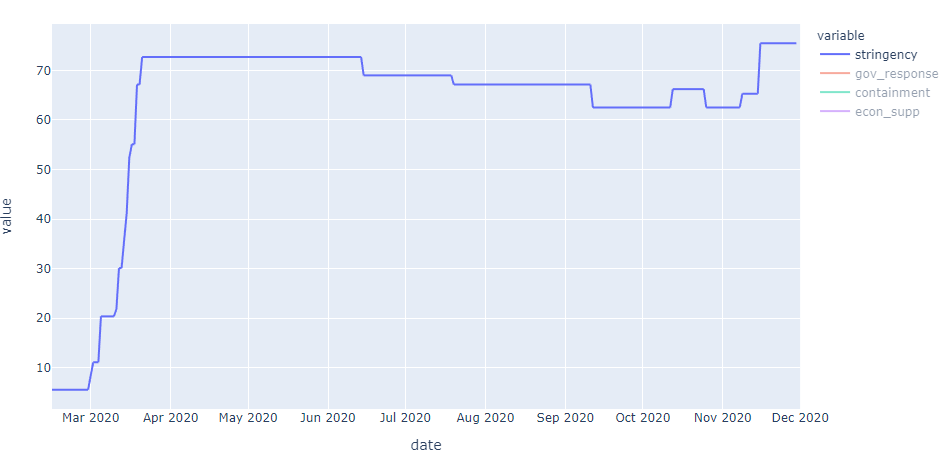 variable
stringency
gov_response
containment
econ_supp
value
70
60
50
40
30
20
10
Mar 2020 Apr 2020 May 2020 Jun 2020 Jul 2020 Aug 2020 Sep 2020 Oct 2020 Nov 2020 Dec 2020
date